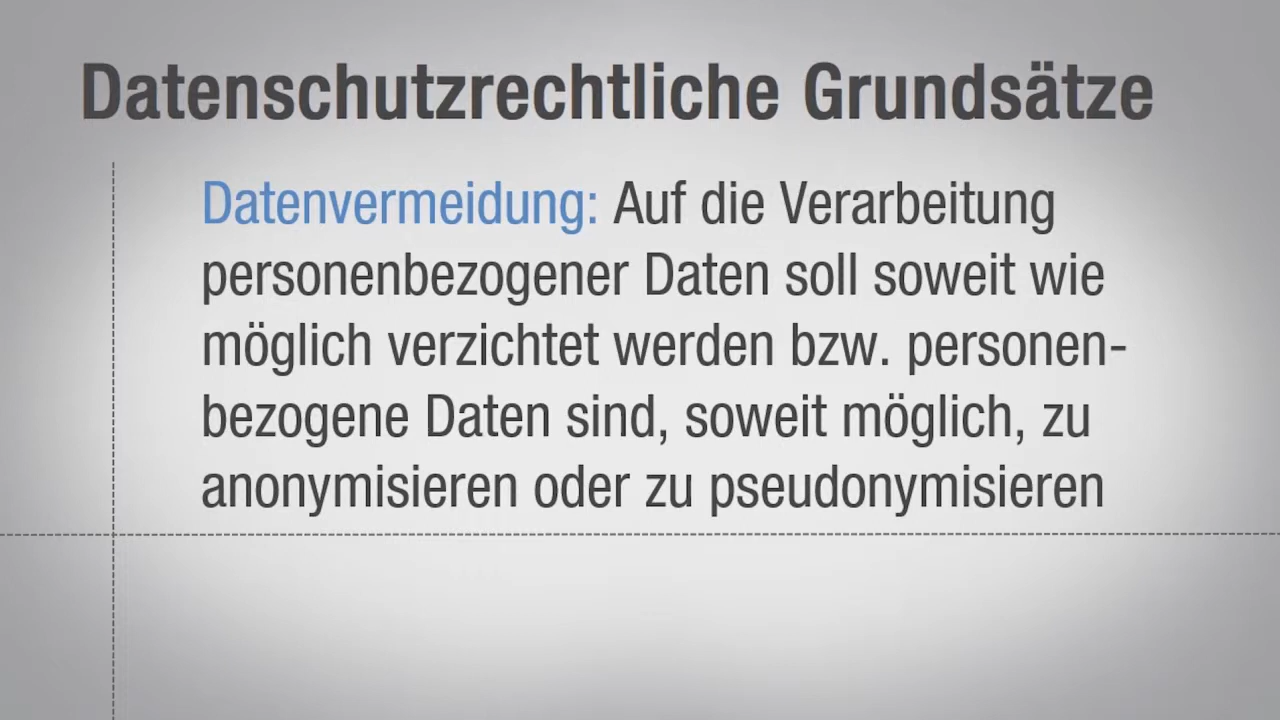 Datenschutzrechtliche Grundsätze
Datenvermeidung: Auf die Verarbeitung
personenbezogener Daten soll soweit wie
möglich verzichtet werden bzw. personen-
bezogene Daten sind, soweit möglich, zu
anonymisieren oder zu pseudonymisieren